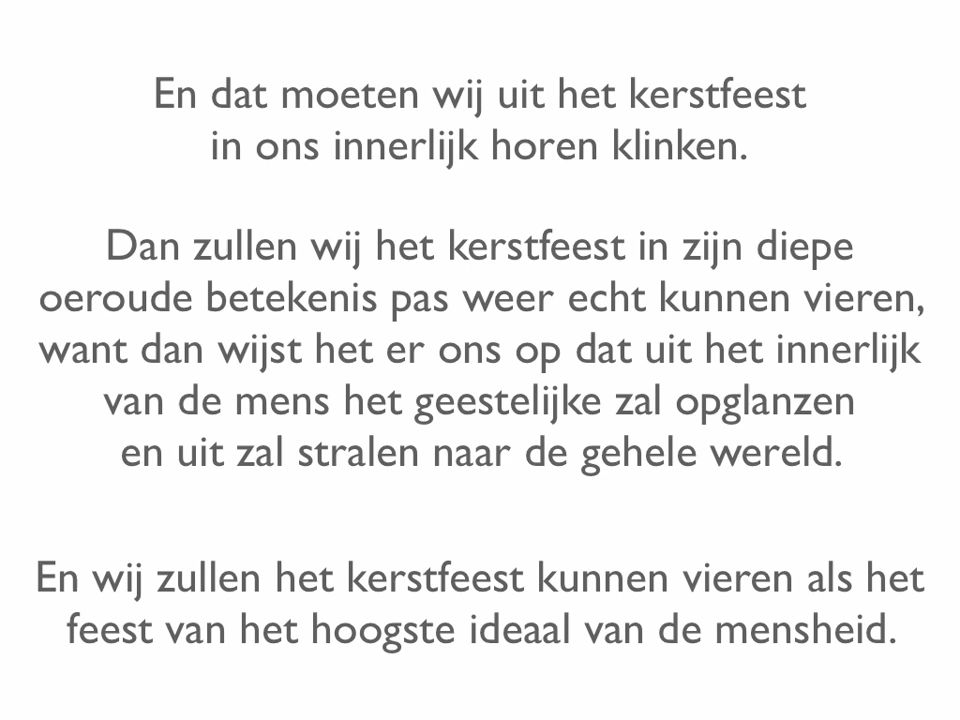 En dat moeten wij uit het kerstfeest
in ons innerlijk horen klinken.
Dan zullen wij het kerstfeest in zijn diepe
oeroude betekenis pas weer echt kunnen vieren,
want dan wijst het er ons op dat uit het innerlijk
van de mens het geestelijke zal opglanzen
en uit zal stralen naar de gehele wereld.
En wij zullen het kerstfeest kunnen vieren als het
feest van het hoogste ideaal van de mensheid.